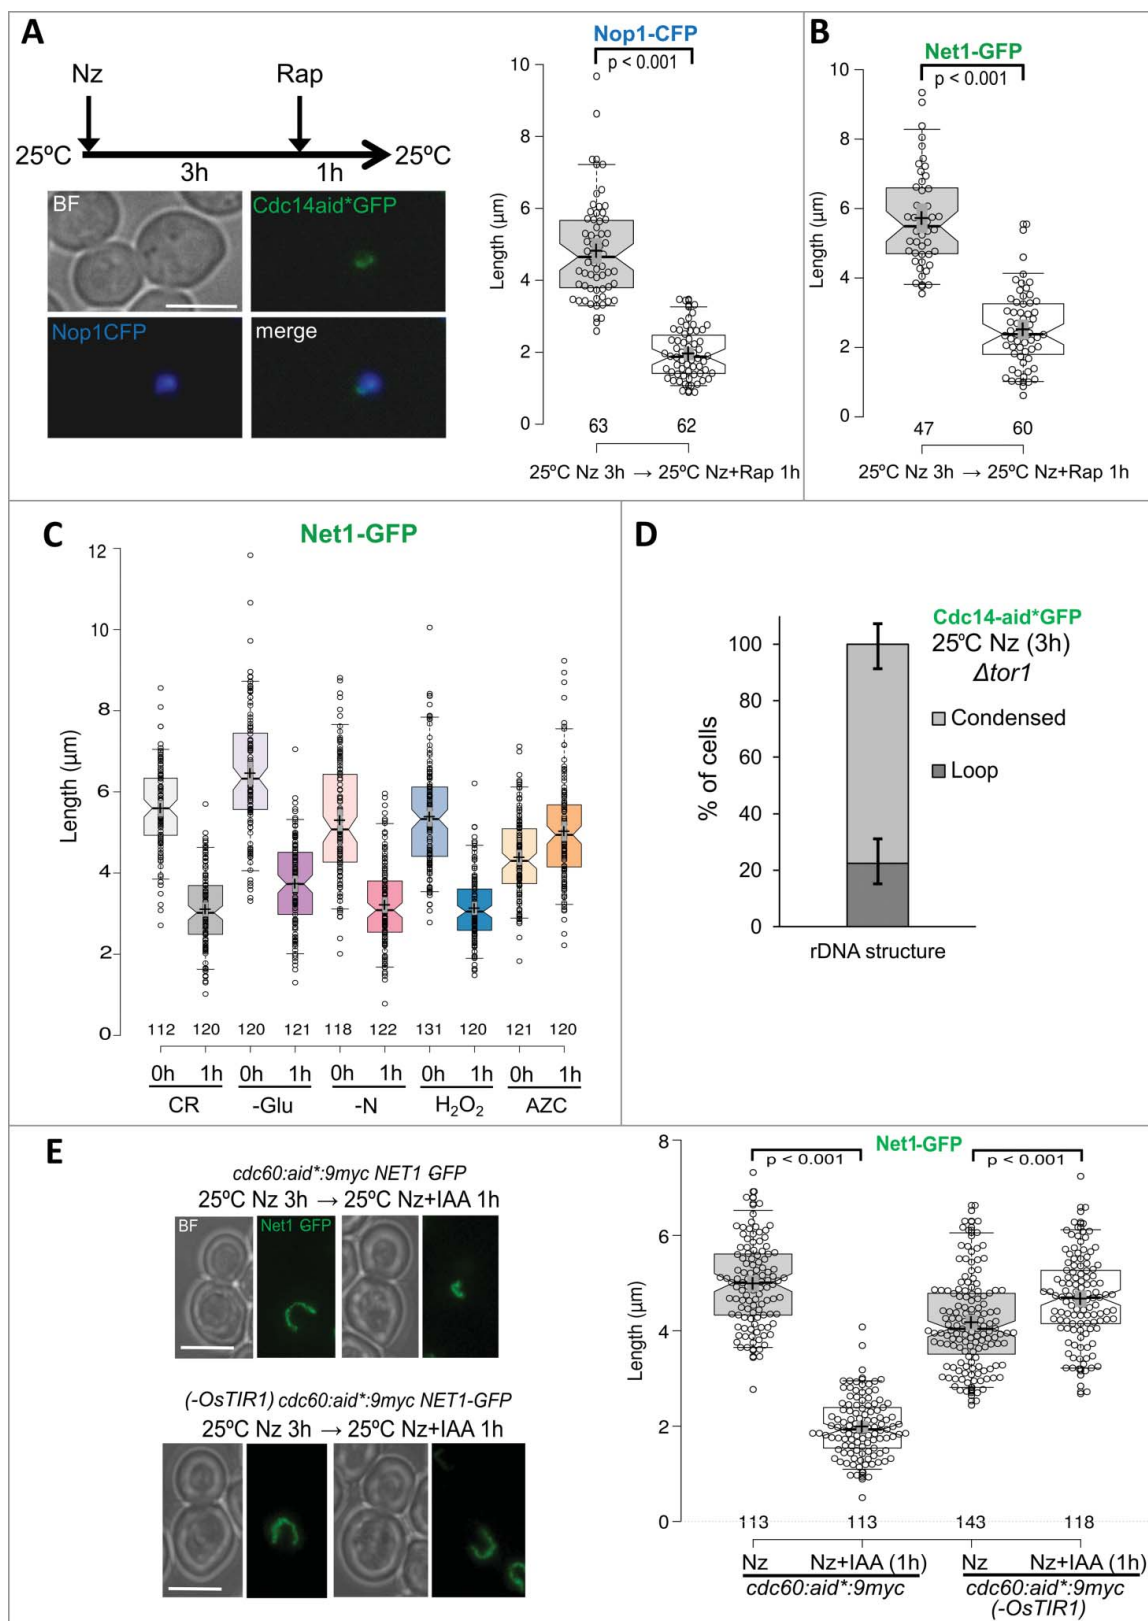 A
Nz
Rap
25ºC
25ºC
3h
1h
BF
Cdc14aid*GFP
Nop1CFP
merge
Nop1-CFP
p < 0.001
Length (µm)
10
8
6
4
2
0
63
62
25ºC Nz 3h → 25ºC Nz+Rap 1h
B
Net1-GFP
p < 0.001
Length (µm)
10
8
6
4
2
0
47
60
25ºC Nz 3h → 25ºC Nz+Rap 1h
C
Net1-GFP
Length (µm)
12
10
8
6
4
2
0
112 120 120 121 118 122 131 120 121 120
0h 1h 0h 1h 0h 1h 0h 1h 0h 1h
CR -Glu -N H₂O₂ AZC
D
Cdc14-aid*GFP
25ºC Nz (3h)
Δtor1
Condensed
Loop
% of cells
100
80
60
40
20
0
rDNA structure
E
cdc60:aid*:9myc NET1 GFP
25ºC Nz 3h → 25ºC Nz+IAA 1h
BF
Net1 GFP
(-OsTIR1) cdc60:aid*:9myc NET1-GFP
25ºC Nz 3h → 25ºC Nz+IAA 1h
Net1-GFP
p < 0.001
p < 0.001
Length (µm)
8
6
4
2
0
113 113 143 118
Nz Nz+IAA (1h) Nz Nz+IAA (1h)
cdc60:aid*:9myc cdc60:aid*:9myc
(-OsTIR1)